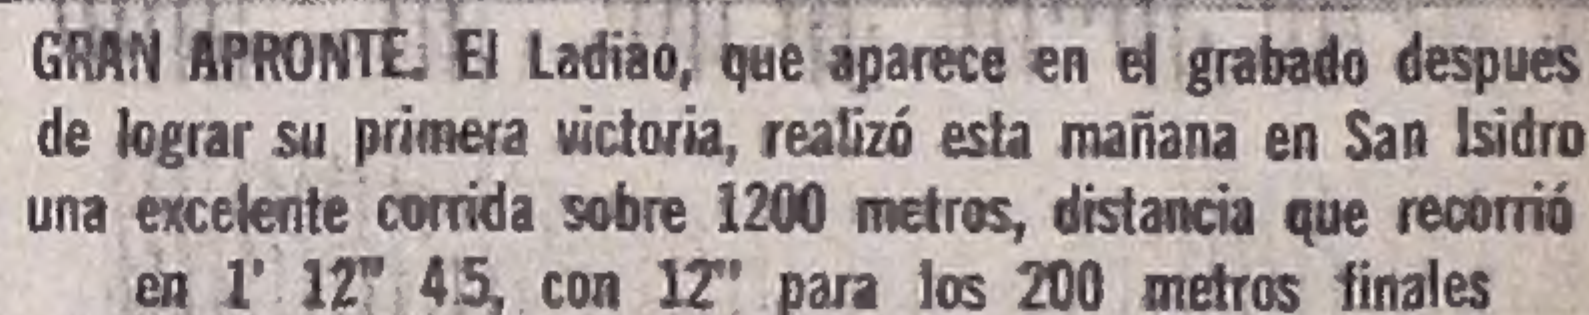 GRAN APRONTE. El Ladiao, que aparece en el grabado despues
de lograr su primera victoria, realizó esta mañana en San Isidro
una excelente corrida sobre 1200 metros, distancia que recorrió
en 1' 12" 4.5, con 12" para los 200 metros finales